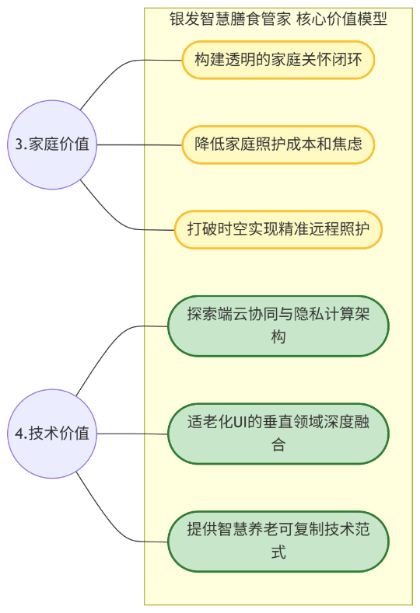 银发智慧膳食管家 核心价值模型
3.家庭价值
构建透明的家庭关怀闭环
降低家庭照护成本和焦虑
打破时空实现精准远程照护
4.技术价值
探索端云协同与隐私计算架
构
适老化UI的垂直领域深度融
合
提供智慧养老可复制技术范
式